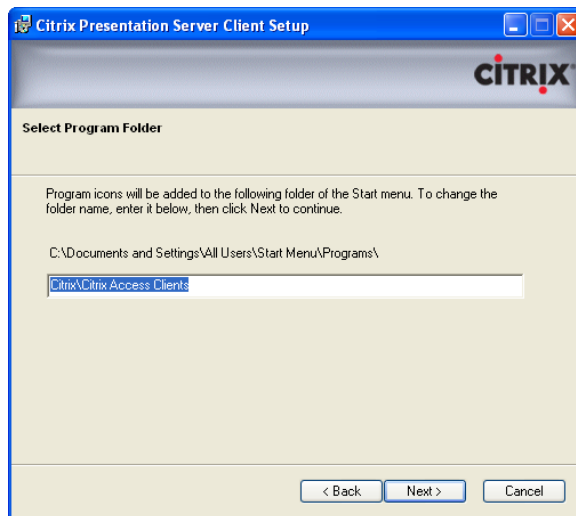 Citrix Presentation Server Client Setup
CITRIX
Select Program Folder
Program icons will be added to the following folder of the Start menu. To change the
folder name, enter it below, then click Next to continue.
C:\Documents and Settings\All Users\Start Menu\Programs\
Citrix\Citrix Access Clients
< Back Next > Cancel